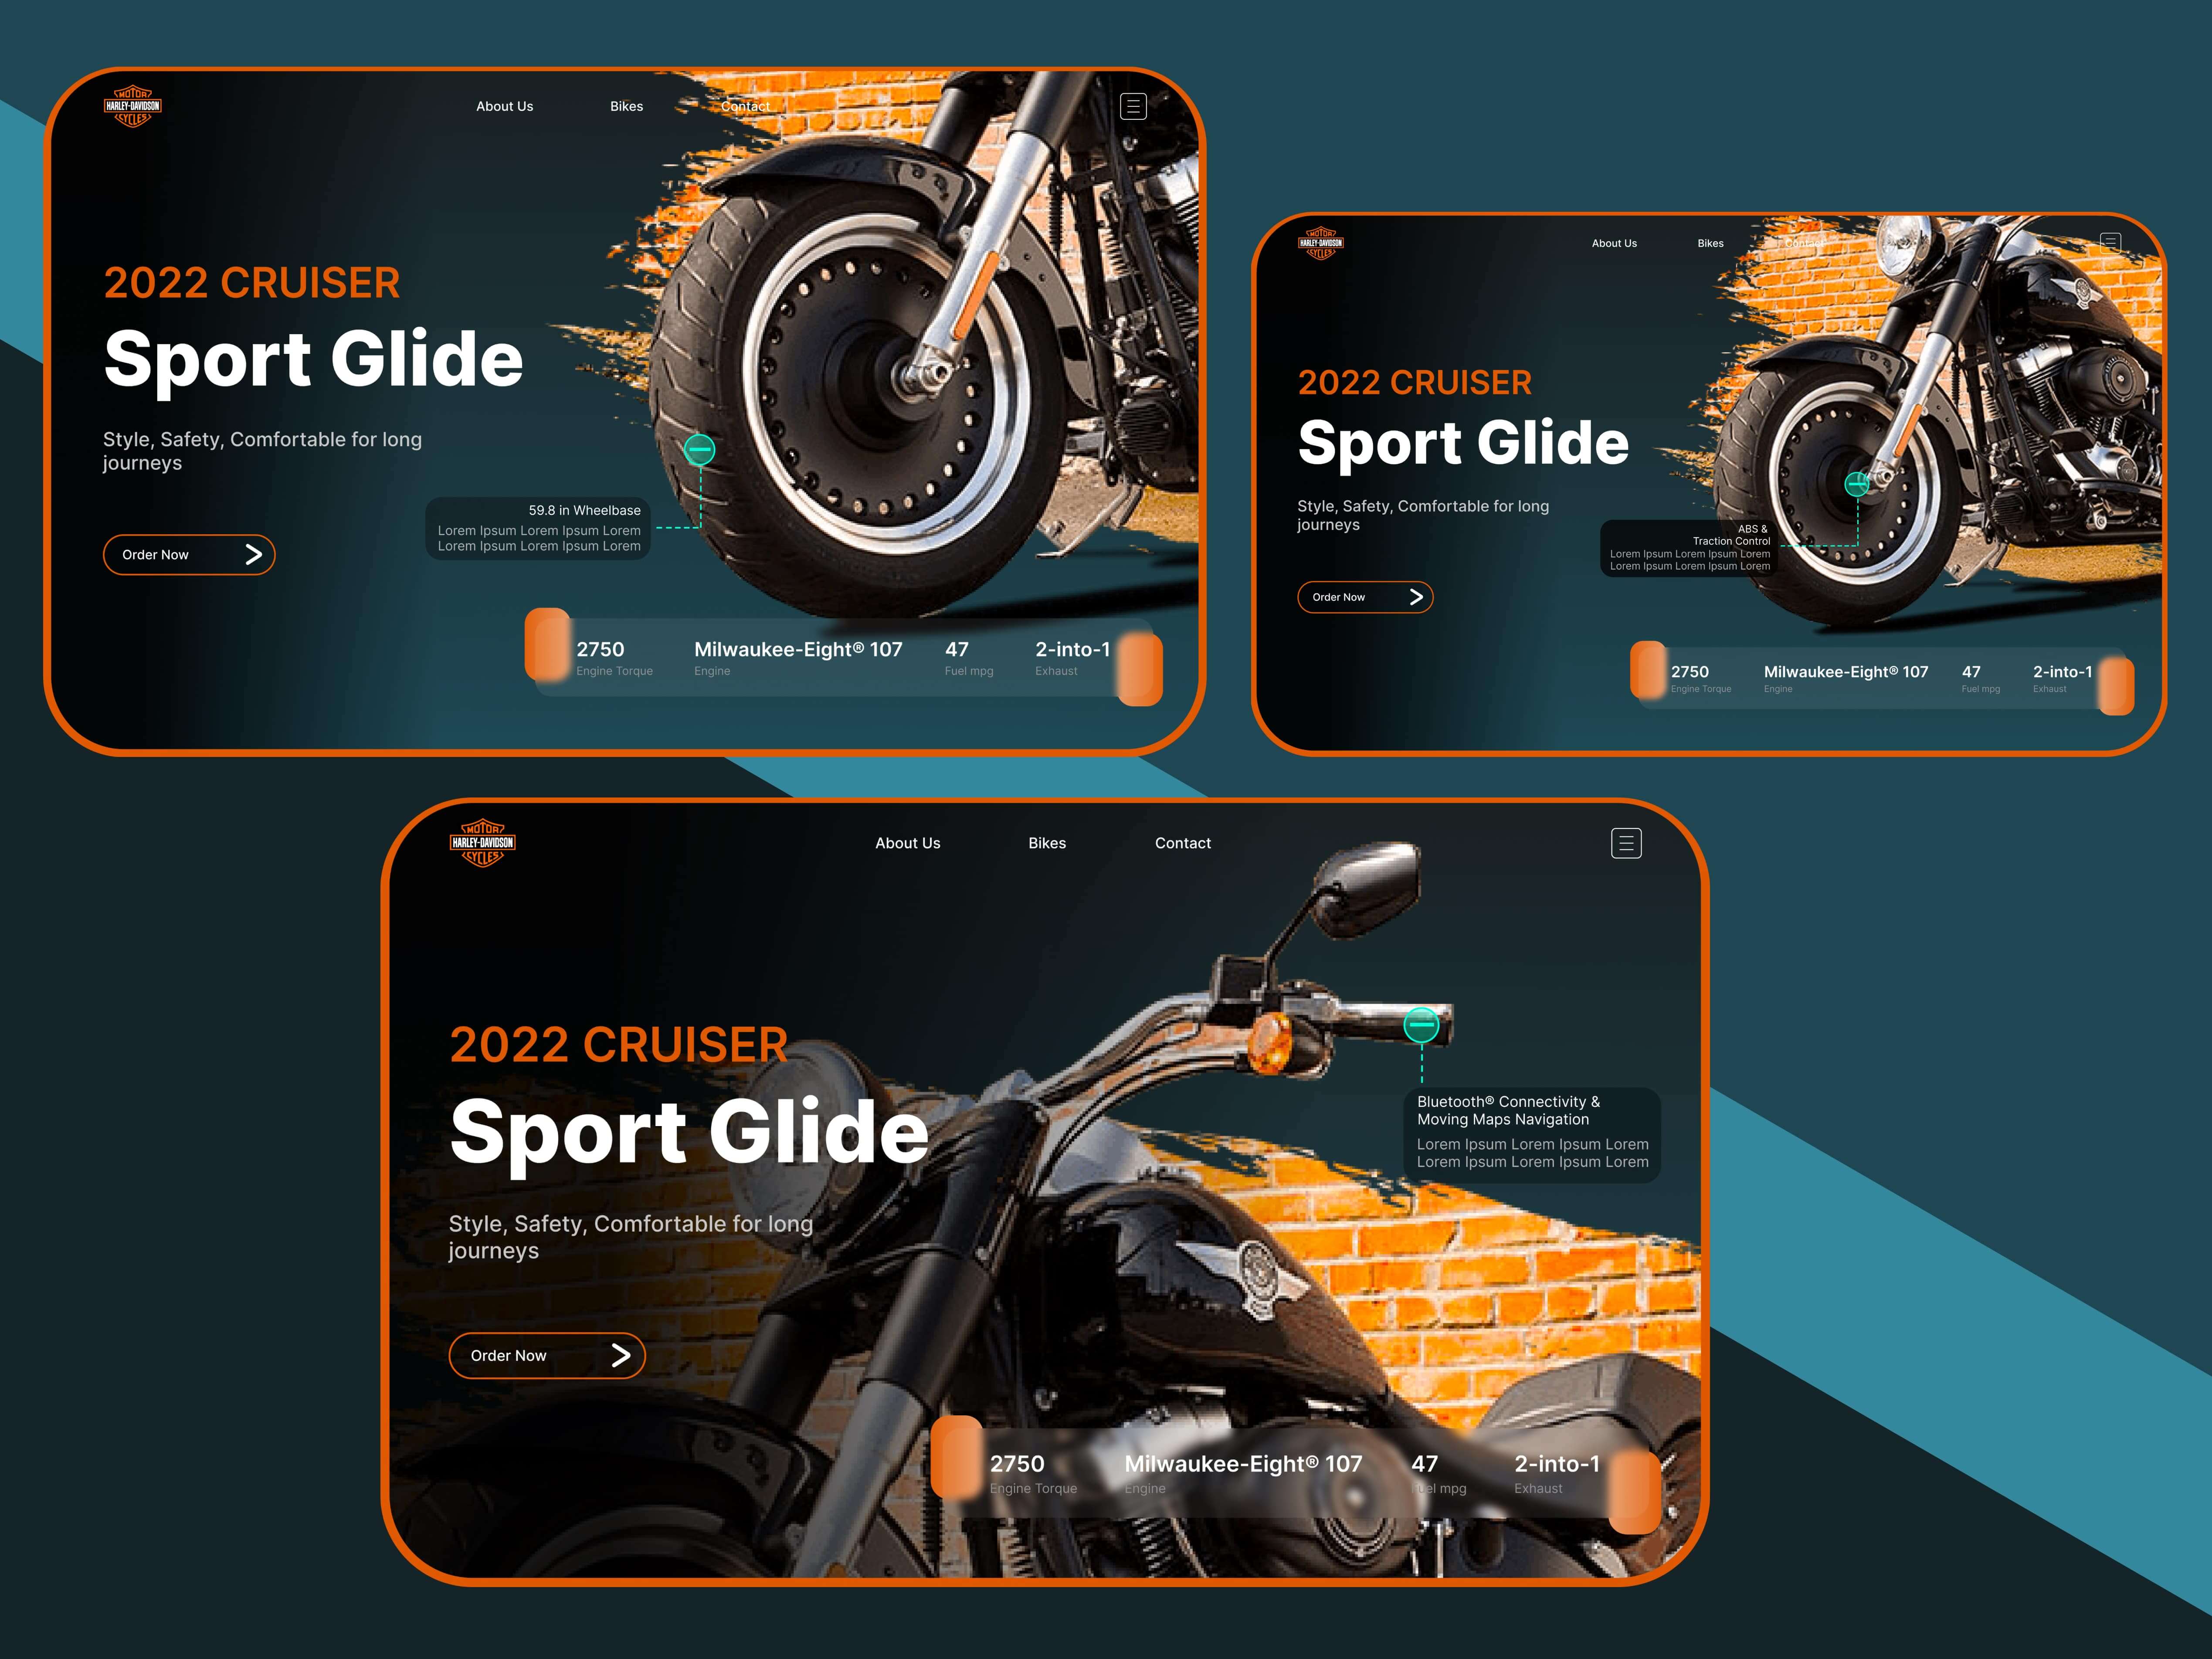 MOTOR
HARLEY-DAVIDSON
CYCLES
About Us
Bikes
Contact
2022 CRUISER
Sport Glide
Style, Safety, Comfortable for long
journeys
Order Now
59.8 in Wheelbase
Lorem Ipsum Lorem Ipsum Lorem
Lorem Ipsum Lorem Ipsum Lorem
2750
Engine Torque
Milwaukee-Eight® 107
Engine
47
Fuel mpg
2-into-1
Exhaust
MOTOR
HARLEY-DAVIDSON
CYCLES
About Us
Bikes
Contact
2022 CRUISER
Sport Glide
Style, Safety, Comfortable for long
journeys
Order Now
ABS &
Traction Control
Lorem Ipsum Lorem Ipsum Lorem
Lorem Ipsum Lorem Ipsum Lorem
2750
Engine Torque
Milwaukee-Eight® 107
Engine
47
Fuel mpg
2-into-1
Exhaust
MOTOR
HARLEY-DAVIDSON
CYCLES
About Us
Bikes
Contact
2022 CRUISER
Sport Glide
Style, Safety, Comfortable for long
journeys
Order Now
Bluetooth® Connectivity &
Moving Maps Navigation
Lorem Ipsum Lorem Ipsum Lorem
Lorem Ipsum Lorem Ipsum Lorem
2750
Engine Torque
Milwaukee-Eight® 107
Engine
47
Fuel mpg
2-into-1
Exhaust